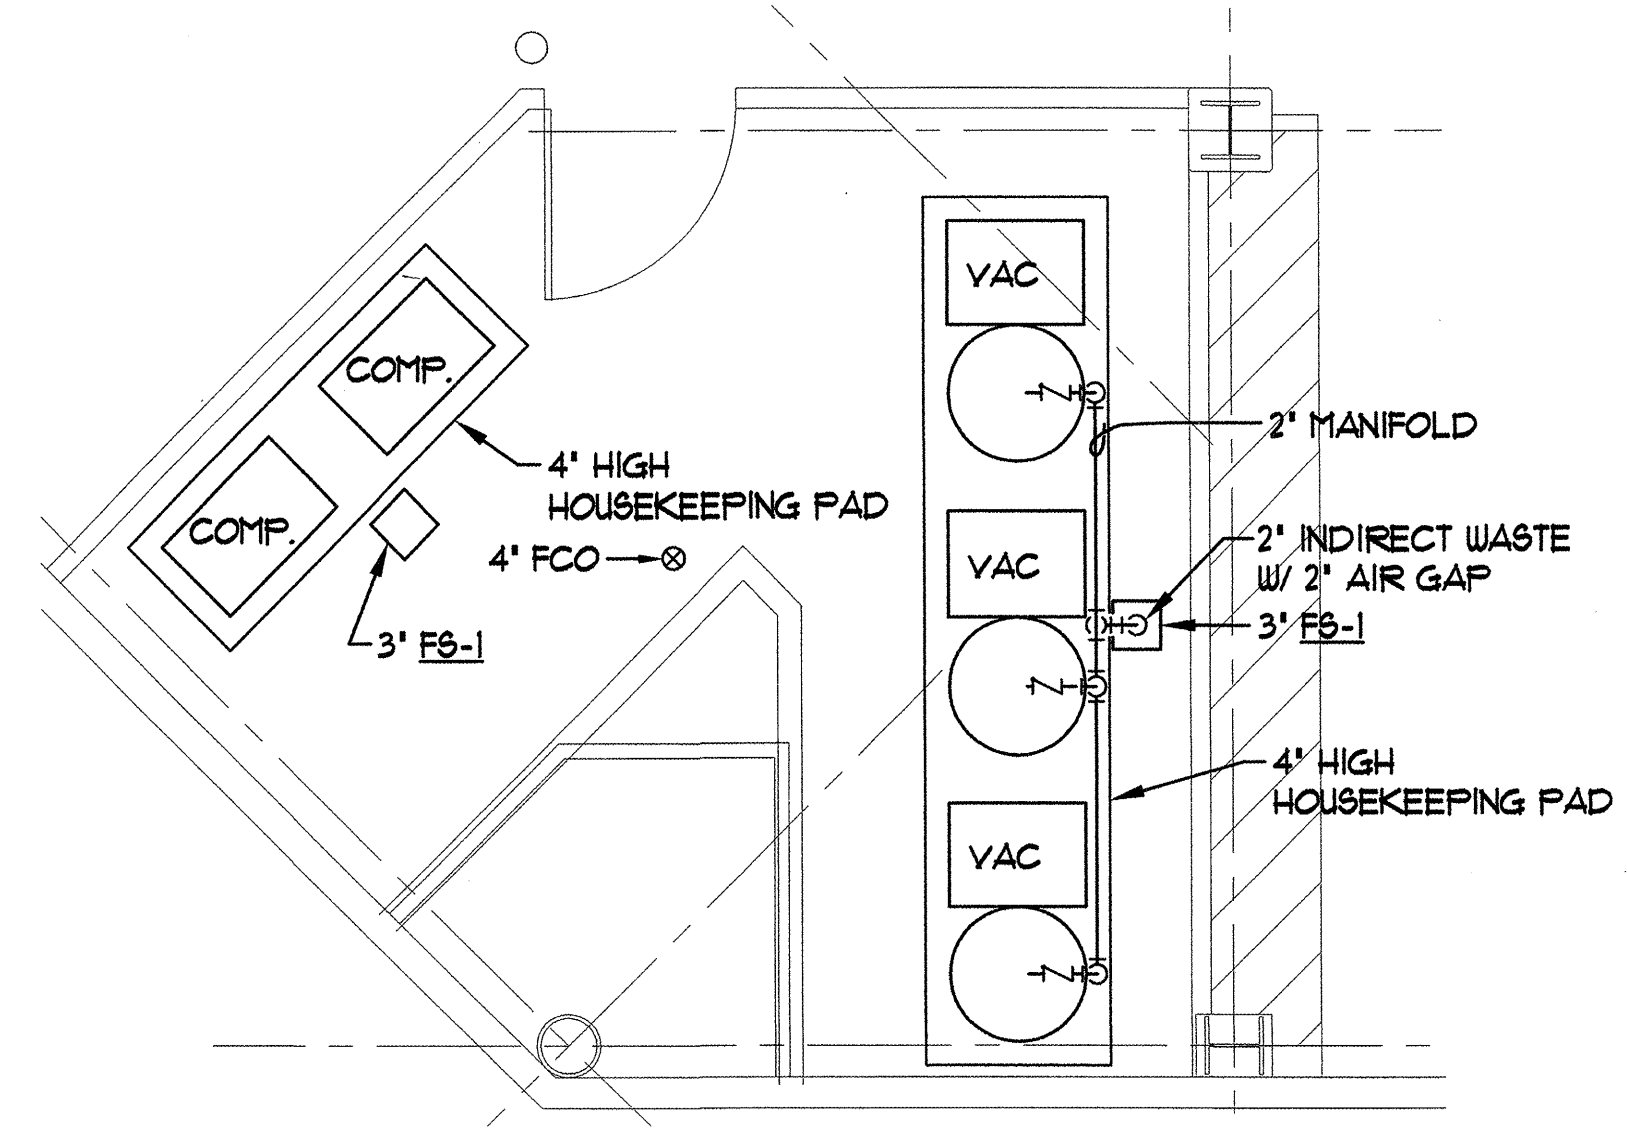 VAC
COMP.
2" MANIFOLD
4" HIGH
HOUSEKEEPING PAD
COMP.
4" FCO
VAC
2" INDIRECT WASTE
W/ 2" AIR GAP
3" FS-1
3" FS-1
4" HIGH
HOUSEKEEPING PAD
VAC